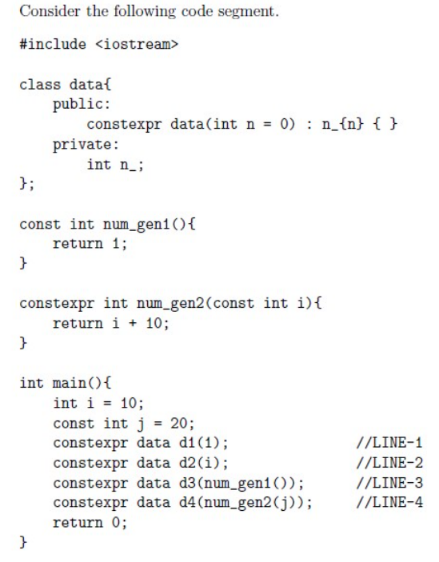 Consider the following code segment.
#include <iostream>
class data{
public:
constexpr data(int n = 0) : n_{n} { }
private:
int n_;
};
const int num_gen1(){
return 1;
}
constexpr int num_gen2(const int i){
return i + 10;
}
int main(){
int i = 10;
const int j = 20;
constexpr data d1(1); //LINE-1
constexpr data d2(i); //LINE-2
constexpr data d3(num_gen1()); //LINE-3
constexpr data d4(num_gen2(j)); //LINE-4
return 0;
}